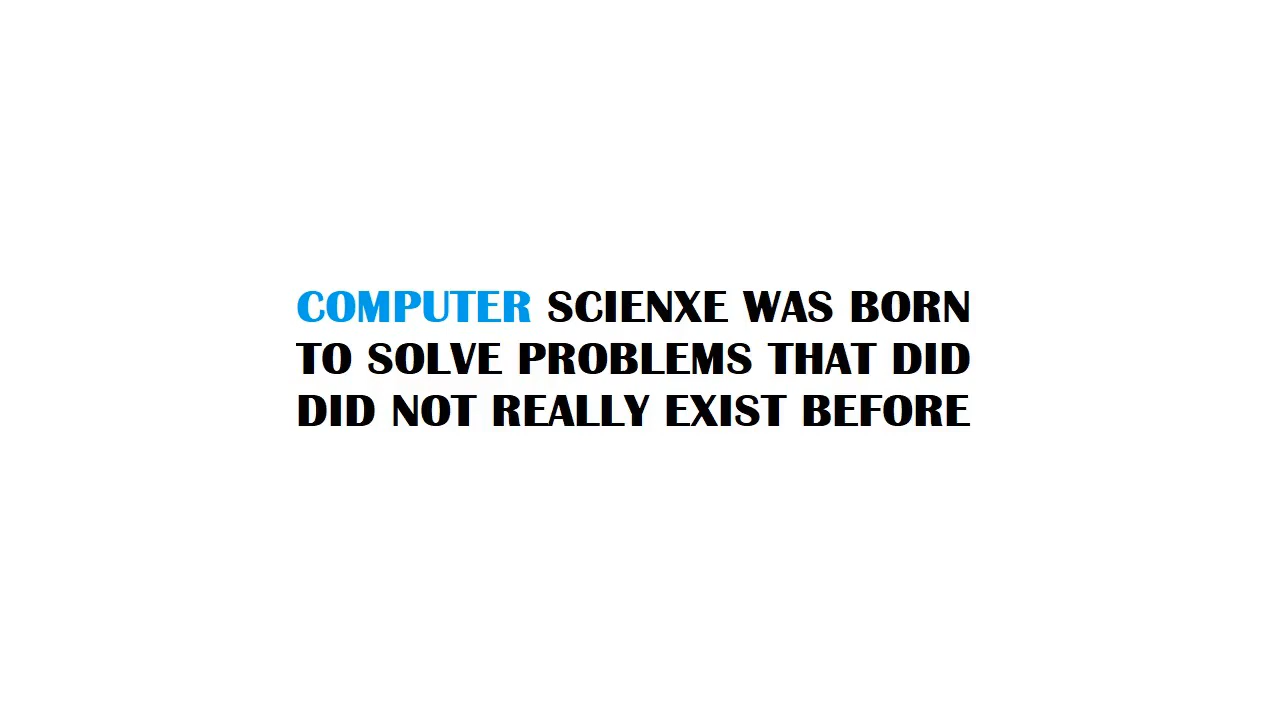 COMPUTER SCIENXE WAS BORN
TO SOLVE PROBLEMS THAT DID
DID NOT REALLY EXIST BEFORE